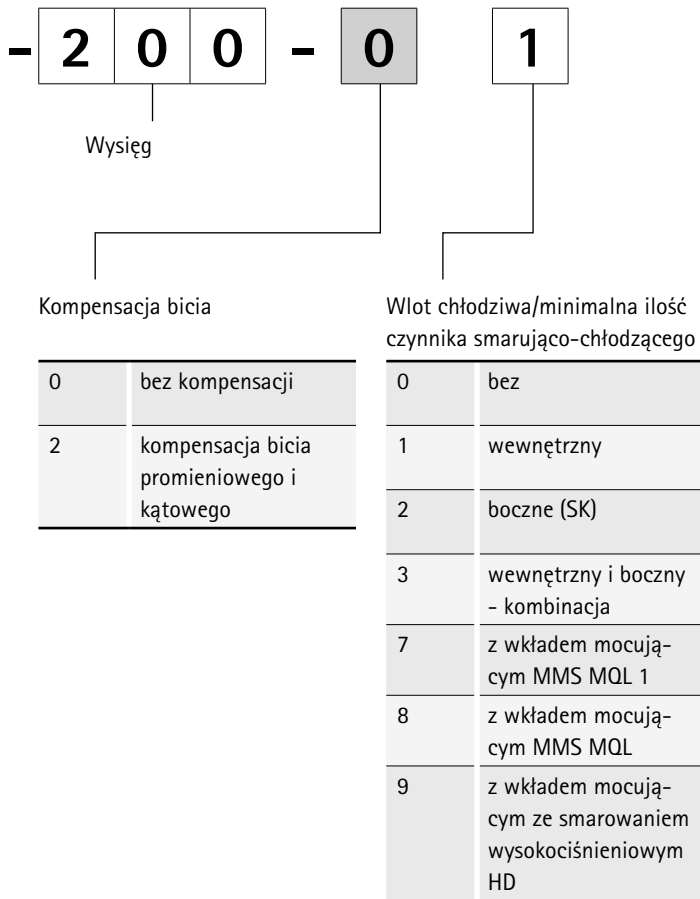 - 2 0 0 - 0 1
Wysięg
Kompensacja bicia
0 bez kompensacji
2 kompensacja bicia
promieniowego i
kątowego
Wlot chłodziwa/minimalna ilość
czynnika smarująco-chłodzącego
0 bez
1 wewnętrzny
2 boczne (SK)
3 wewnętrzny i boczny
- kombinacja
7 z wkładem mocują-
cym MMS MQL 1
8 z wkładem mocują-
cym MMS MQL
9 z wkładem mocują-
cym ze smarowaniem
wysokociśnieniowym
HD